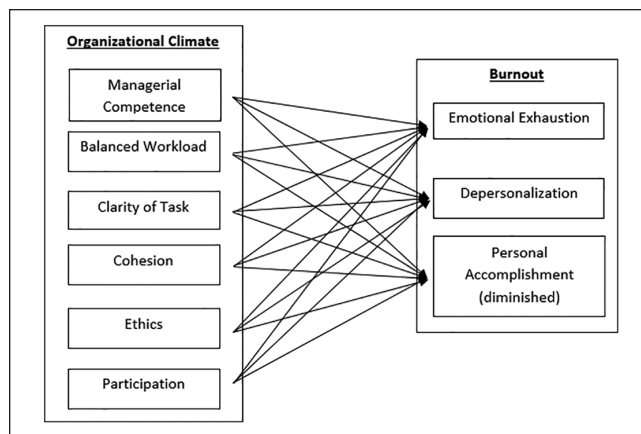 Organizational Climate
Managerial
Competence
Balanced Workload
Clarity of Task
Cohesion
Ethics
Participation
Burnout
Emotional Exhaustion
Depersonalization
Personal
Accomplishment
(diminished)